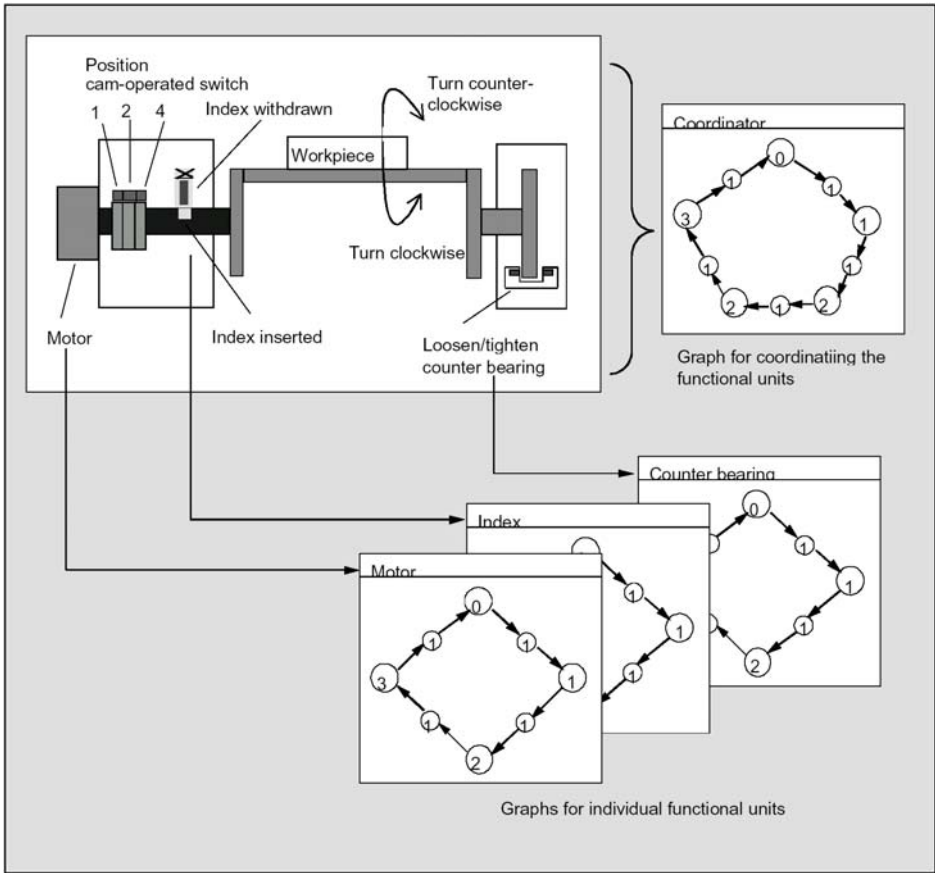 Position
cam-operated switch
1 2 4
Index withdrawn
Turn counter-
clockwise
Workpiece
Turn clockwise
Motor
Index inserted
Loosen/tighten
counter bearing
Coordinator
0
1
1
3
1
1
1
2
1
2
Graph for coordinatiing the
functional units
Counter bearing
0
1
1
1
2
Index
1
1
1
Motor
0
1
1
3
1
1
1
2
Graphs for individual functional units